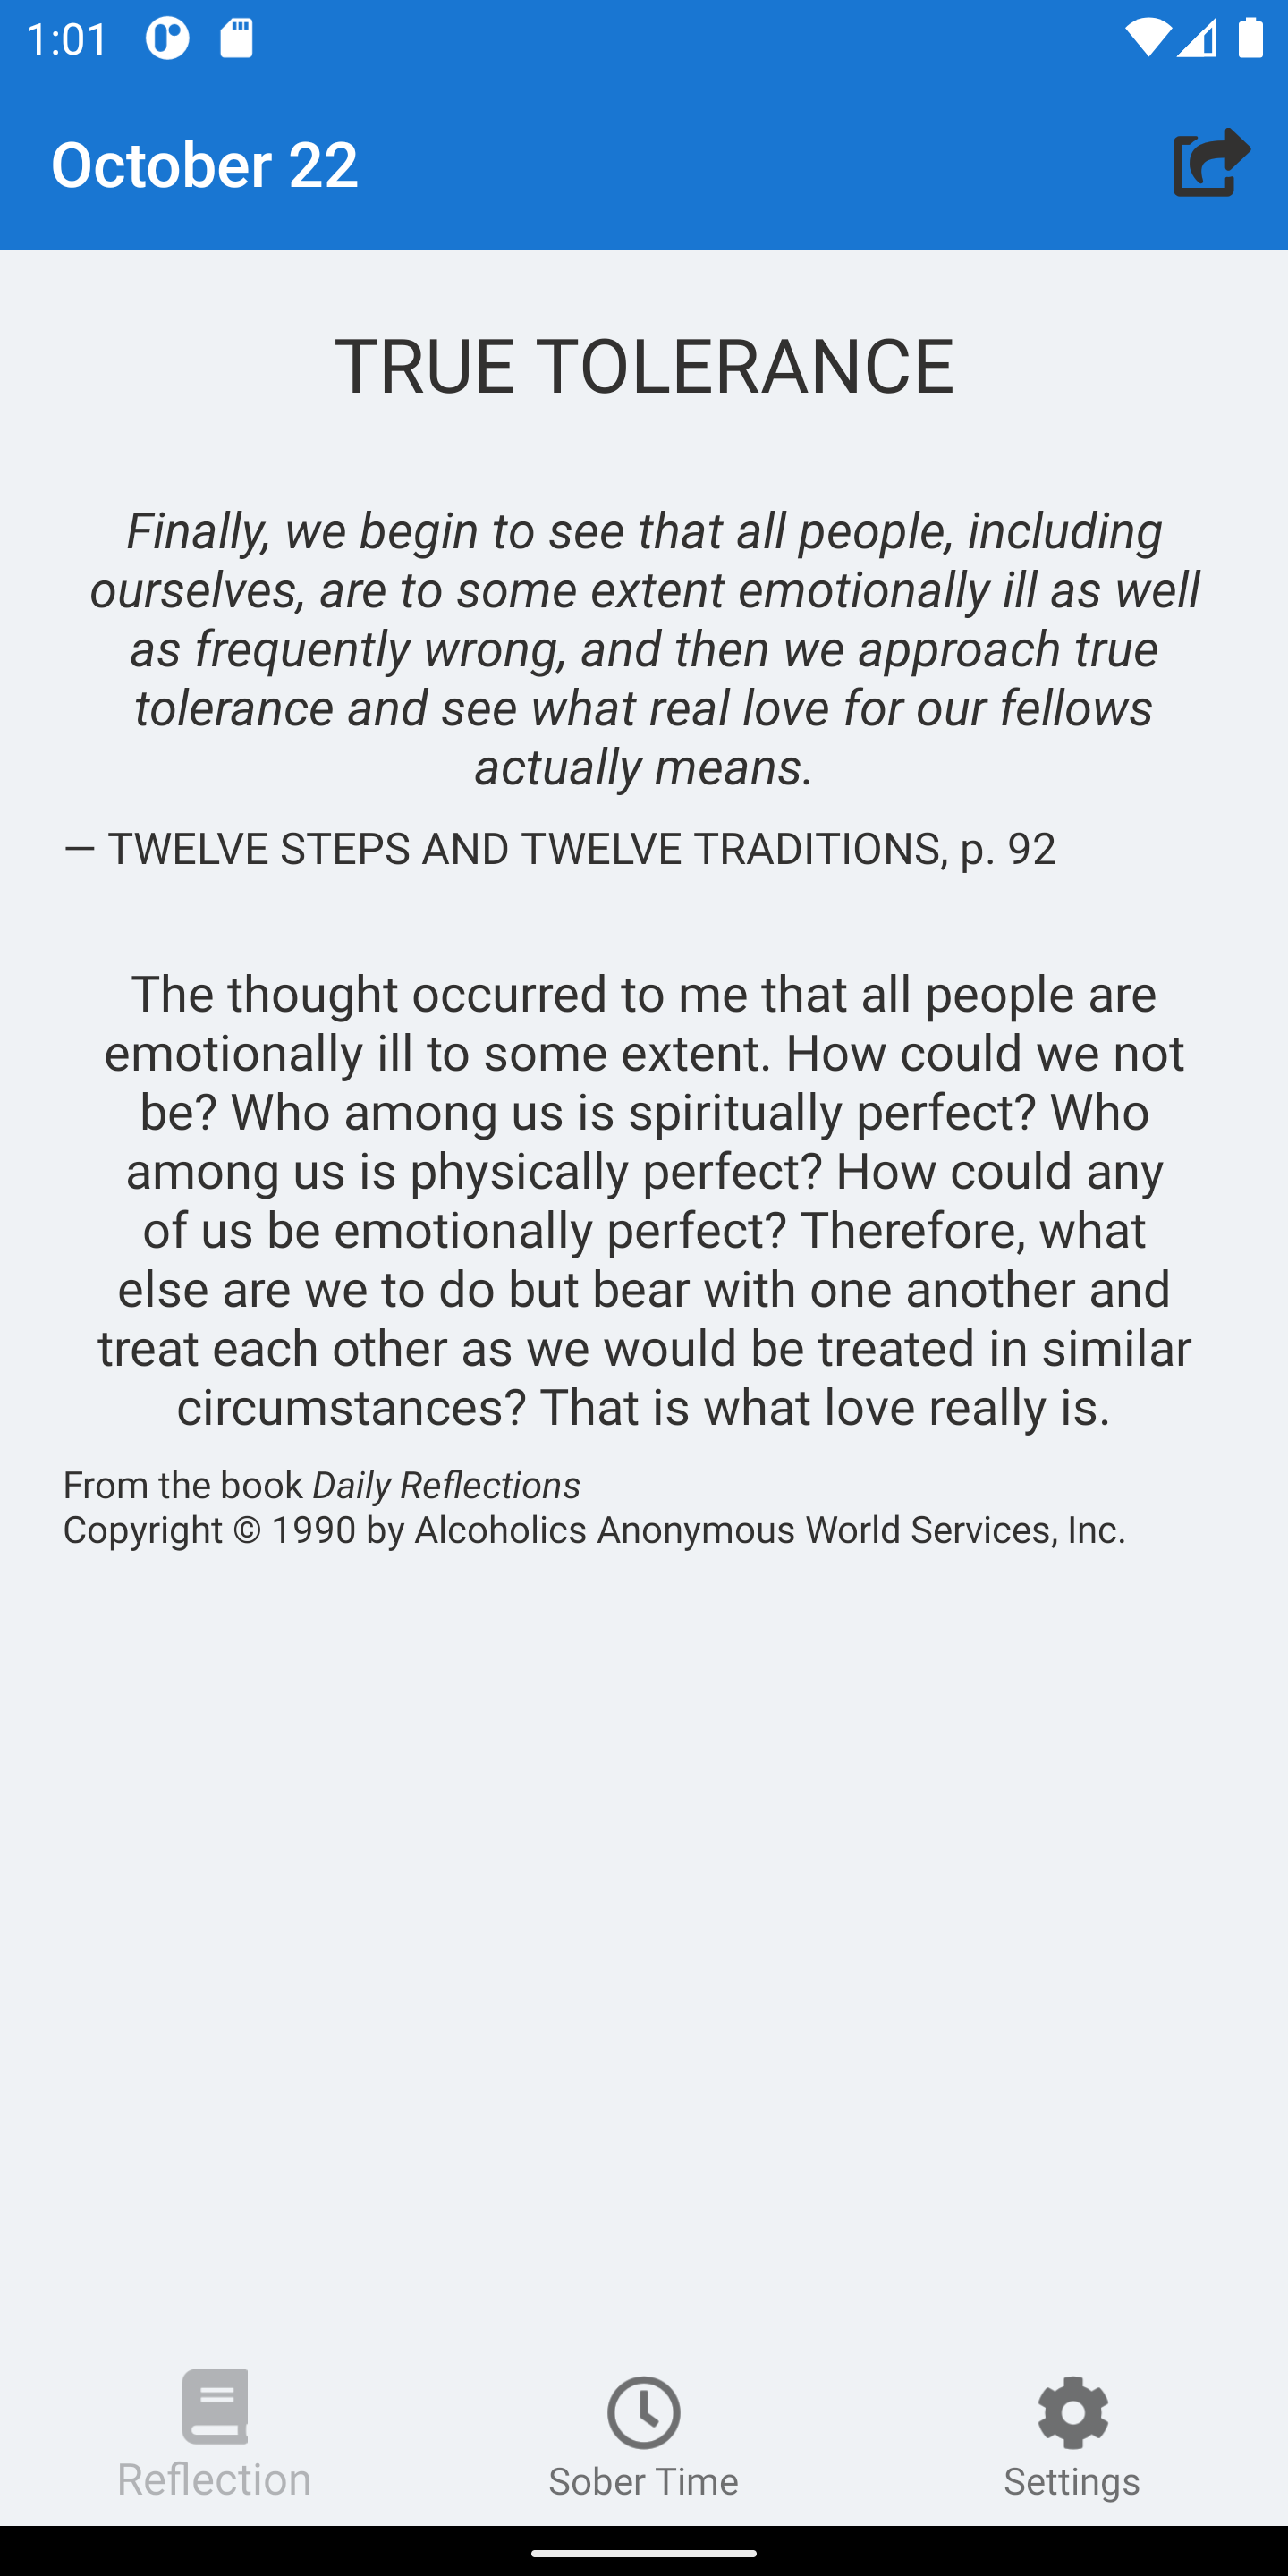 1:01
October 22
TRUE TOLERANCE
Finally, we begin to see that all people, including
ourselves, are to some extent emotionally ill as well
as frequently wrong, and then we approach true
tolerance and see what real love for our fellows
actually means.
— TWELVE STEPS AND TWELVE TRADITIONS, p. 92
The thought occurred to me that all people are
emotionally ill to some extent. How could we not
be? Who among us is spiritually perfect? Who
among us is physically perfect? How could any
of us be emotionally perfect? Therefore, what
else are we to do but bear with one another and
treat each other as we would be treated in similar
circumstances? That is what love really is.
From the book Daily Reflections
Copyright © 1990 by Alcoholics Anonymous World Services, Inc.
Reflection
Sober Time
Settings